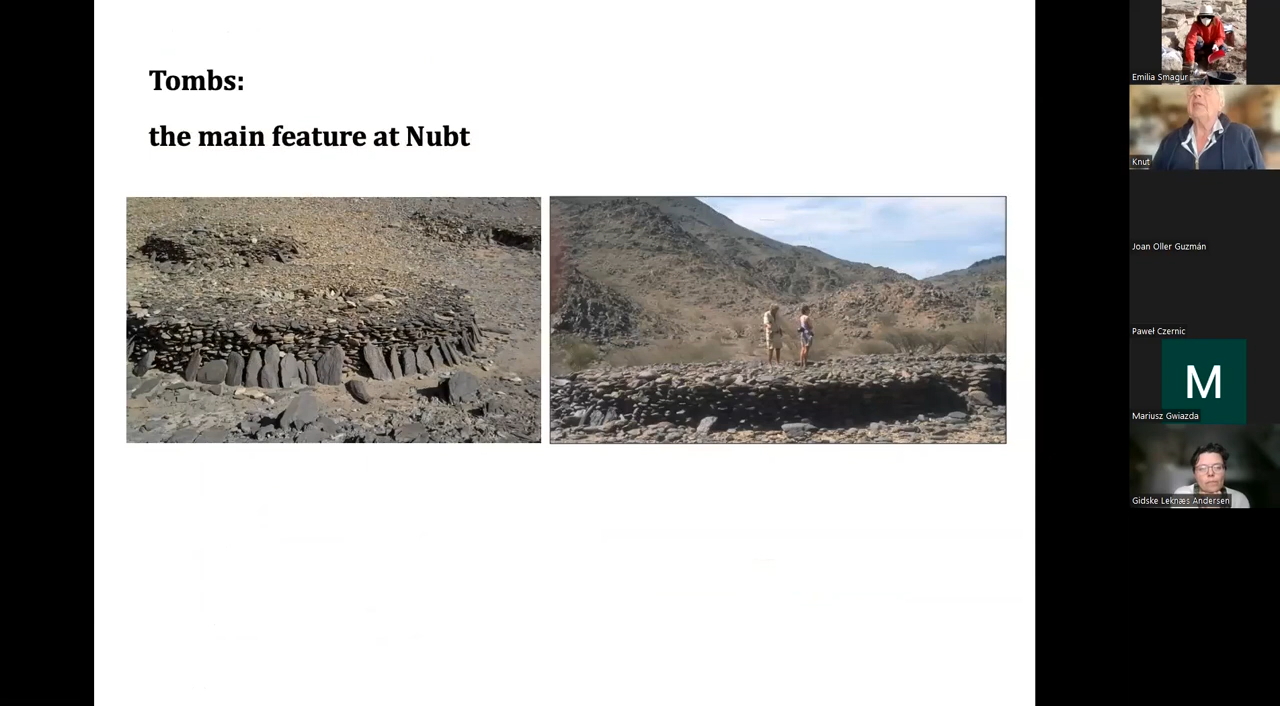 Tombs:
the main feature at Nubt
Emilia Smagur
Knut
Joan Oller Guzmán
Paweł Czernic
M
Mariusz Gwiazda
Gidske Leknæs Andersen